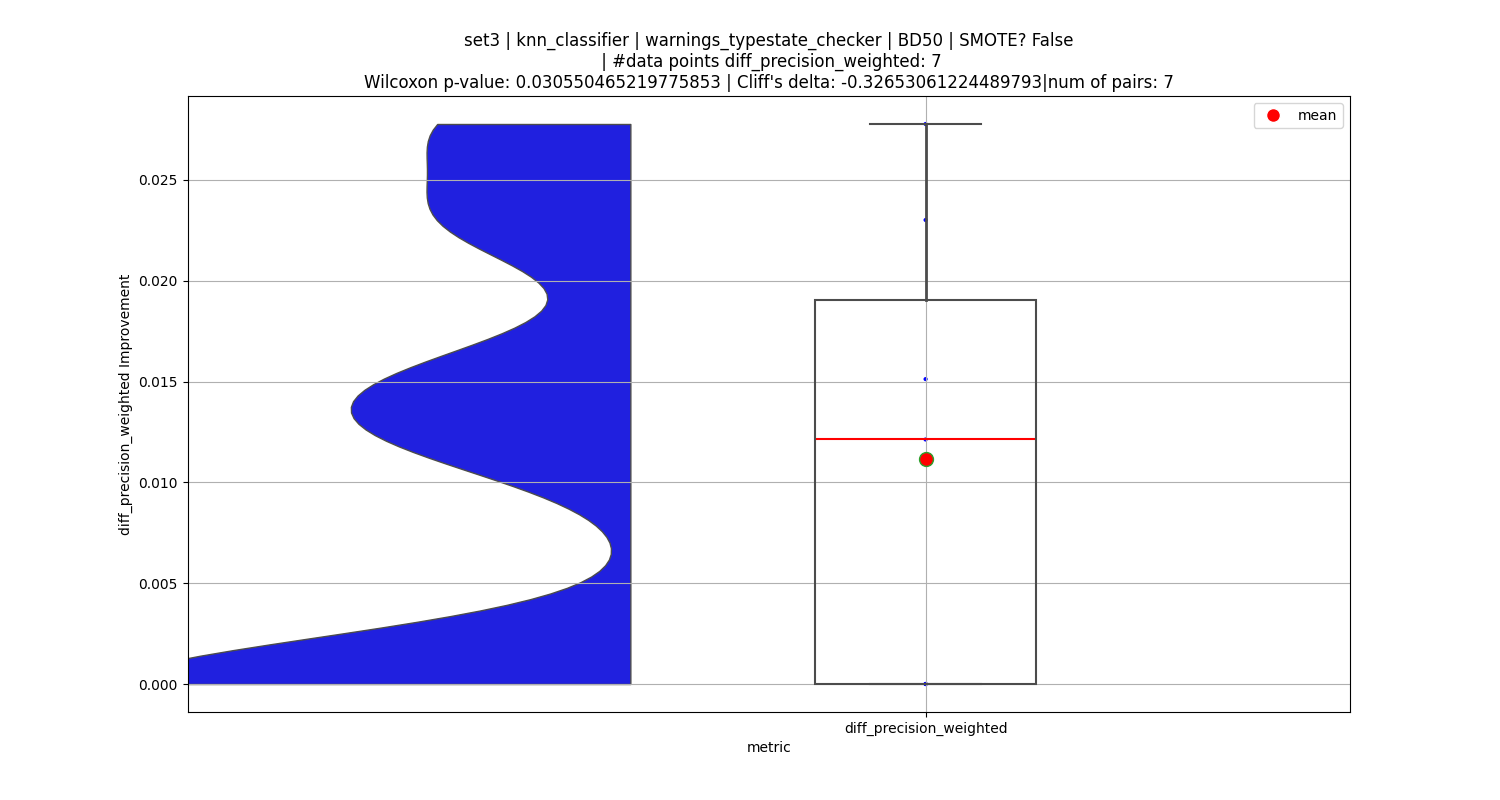 set3 | knn_classifier | warnings_typestate_checker | BD50 | SMOTE? False
| #data points diff_precision_weighted: 7
Wilcoxon p-value: 0.030550465219775853 | Cliff's delta: -0.32653061224489793|num of pairs: 7
mean
0.025
0.020
0.015
0.010
0.005
0.000
diff_precision_weighted Improvement
diff_precision_weighted
metric